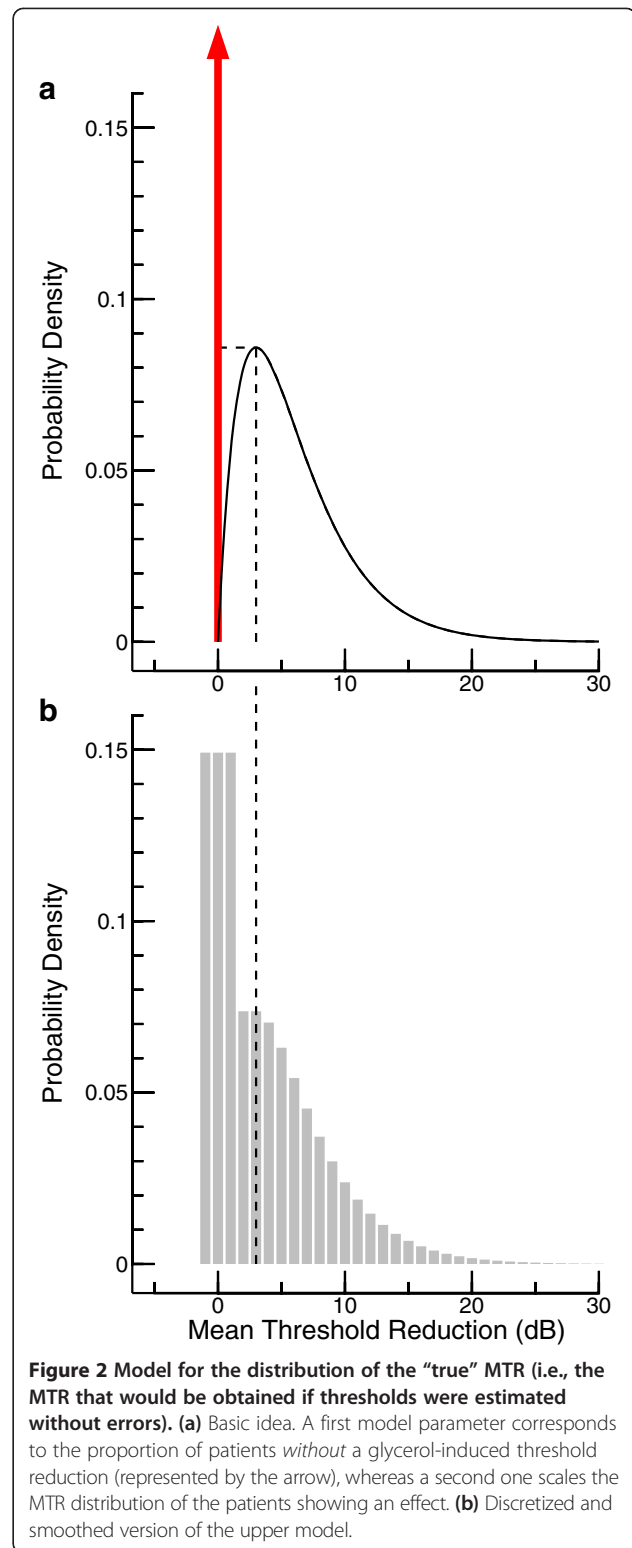 a
0.15
0.1
0.05
0
Probability Density
0 10 20 30
b
0.15
0.1
0.05
0
Probability Density
0 10 20 30
Mean Threshold Reduction (dB)
Figure 2 Model for the distribution of the “true” MTR (i.e., the
MTR that would be obtained if thresholds were estimated
without errors). (a) Basic idea. A first model parameter corresponds
to the proportion of patients without a glycerol-induced threshold
reduction (represented by the arrow), whereas a second one scales the
MTR distribution of the patients showing an effect. (b) Discretized and
smoothed version of the upper model.